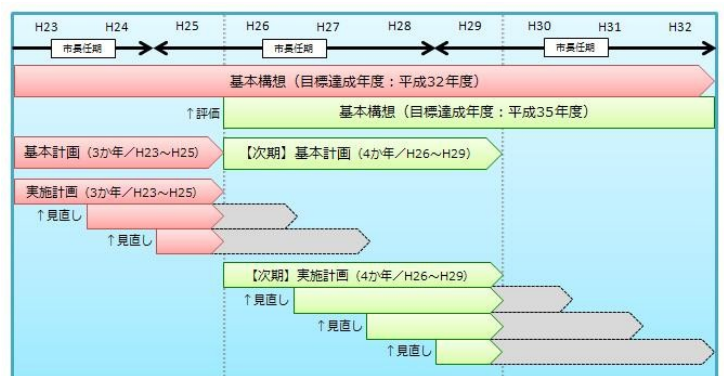 H23 H24 H25 H26 H27 H28 H29 H30 H31 H32
市長任期 市長任期 市長任期
基本構想（目標達成年度：平成32年度）
↑評価 基本構想（目標達成年度：平成35年度）
基本計画（3か年／H23～H25） 【次期】基本計画（4か年／H26～H29）
実施計画（3か年／H23～H25）
↑見直し
↑見直し
【次期】実施計画（4か年／H26～H29）
↑見直し
↑見直し
↑見直し